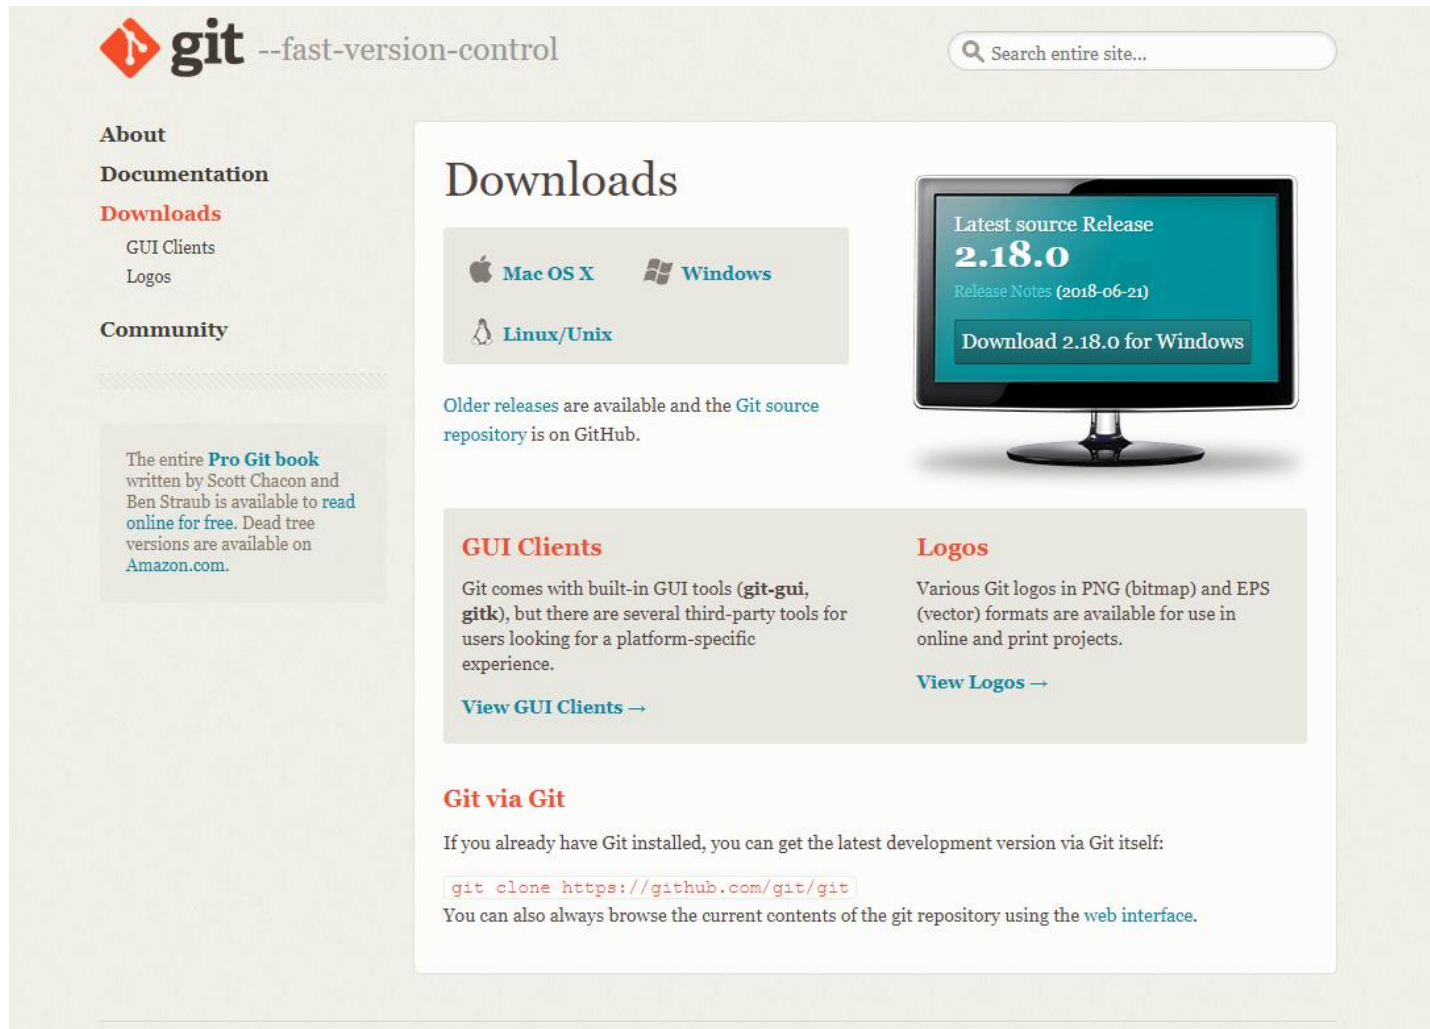 git --fast-version-control
Search entire site...
About
Documentation
Downloads
GUI Clients
Logos
Community
The entire Pro Git book
written by Scott Chacon and
Ben Straub is available to read
online for free. Dead tree
versions are available on
Amazon.com.
Downloads
Mac OS X
Windows
Linux/Unix
Older releases are available and the Git source
repository is on GitHub.
Latest source Release
2.18.0
Release Notes (2018-06-21)
Download 2.18.0 for Windows
GUI Clients
Git comes with built-in GUI tools (git-gui,
gitk), but there are several third-party tools for
users looking for a platform-specific
experience.
View GUI Clients →
Logos
Various Git logos in PNG (bitmap) and EPS
(vector) formats are available for use in
online and print projects.
View Logos →
Git via Git
If you already have Git installed, you can get the latest development version via Git itself:
git clone https://github.com/git/git
You can also always browse the current contents of the git repository using the web interface.